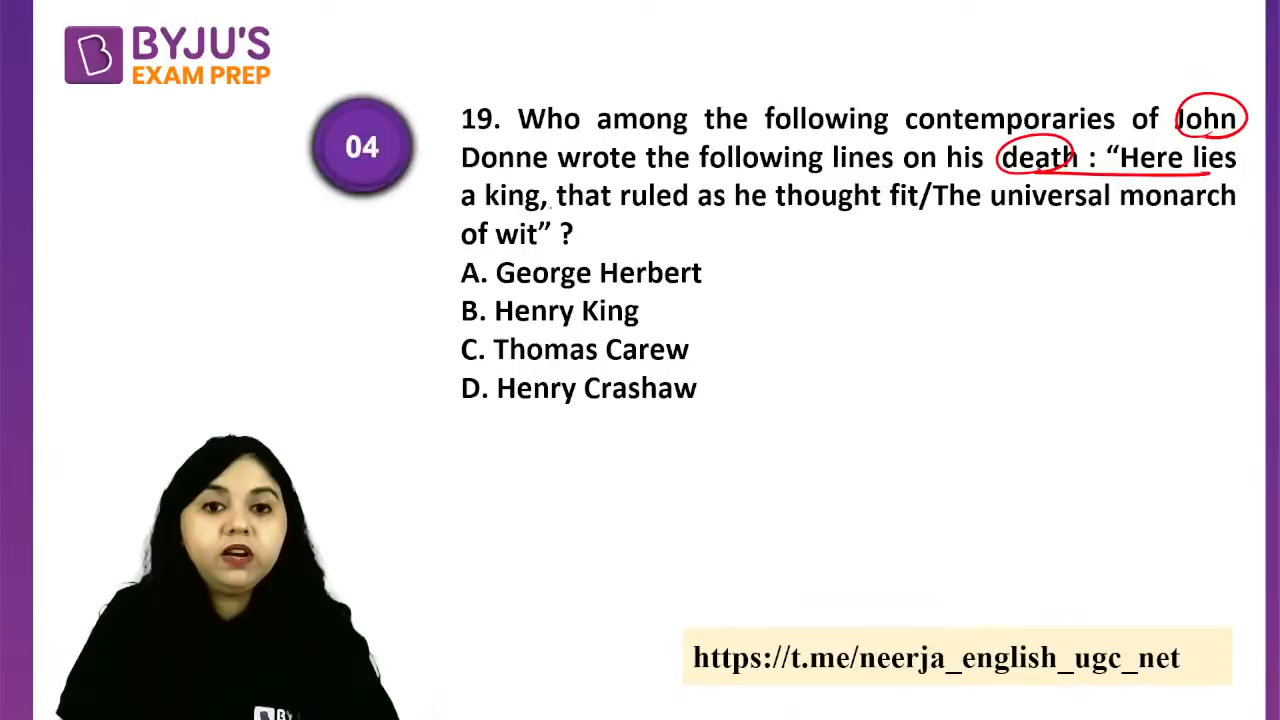 BYJU'S
EXAM PREP
04
19. Who among the following contemporaries of John
Donne wrote the following lines on his death : “Here lies
a king, that ruled as he thought fit/The universal monarch
of wit” ?
A. George Herbert
B. Henry King
C. Thomas Carew
D. Henry Crashaw
https://t.me/neerja_english_ugc_net